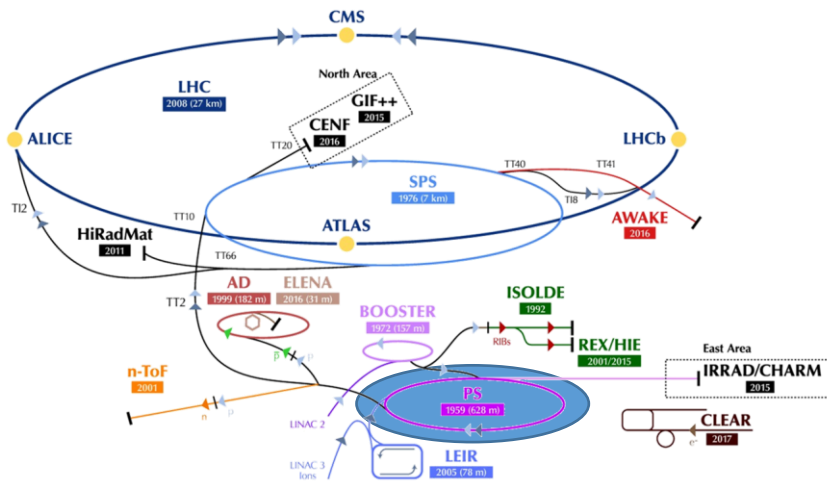 CMS
North Area
LHC
2008 (27 km)
GIF++
2015
CENF
2016
ALICE
LHCb
TT20
TT40
TT41
SPS
1976 (7 km)
TI8
TI2
TT10
ATLAS
AWAKE
2016
HiRadMat
2011
TT66
AD
1999 (182 m)
ELENA
2016 (31 m)
TT2
BOOSTER
1972 (157 m)
ISOLDE
1992
RIBs
REX/HIE
2001/2015
p
p
East Area
n-ToF
2001
IRRAD/CHARM
2015
PS
1959 (628 m)
n
p
LINAC 2
CLEAR
2017
e-
LINAC 3
Ions
LEIR
2005 (78 m)